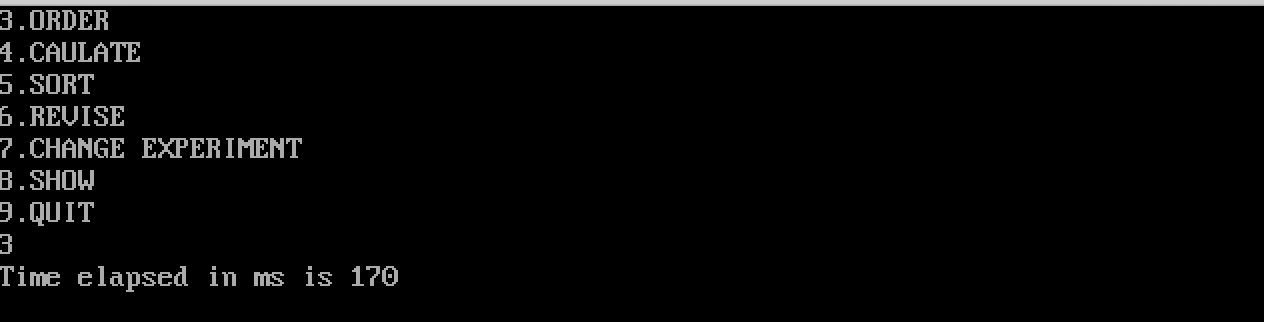 3.ORDER
4.CAULATE
5.SORT
6.REVISE
7.CHANGE EXPERIMENT
8.SHOW
9.QUIT
3
Time elapsed in ms is 170